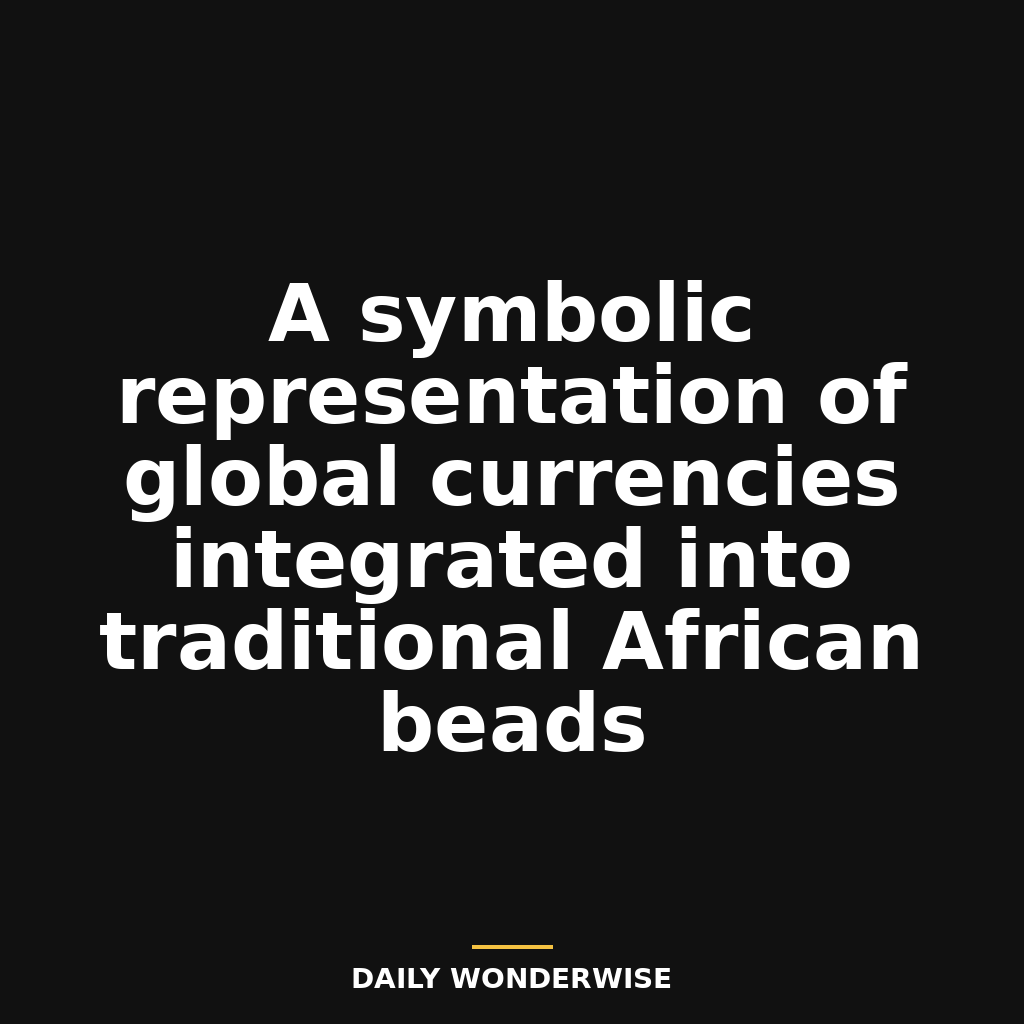 A symbolic
representation of
global currencies
integrated into
traditional African
beads
DAILY WONDERWISE